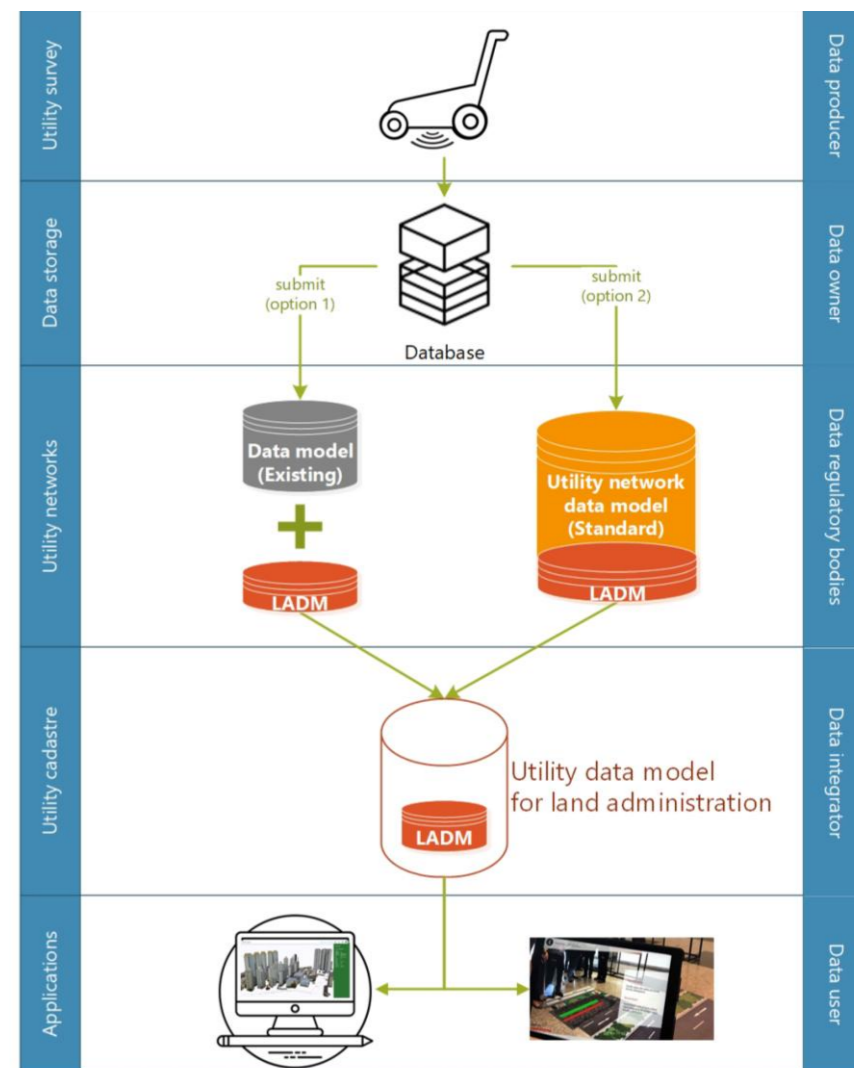 Utility survey
Data producer
Data storage
Data owner
submit
(option 1)
submit
(option 2)
Database
Utility networks
Data regulatory bodies
Data model
(Existing)
LADM
Utility network
data model
(Standard)
LADM
Utility cadastre
Data integrator
Utility data model
for land administration
LADM
Applications
Data user